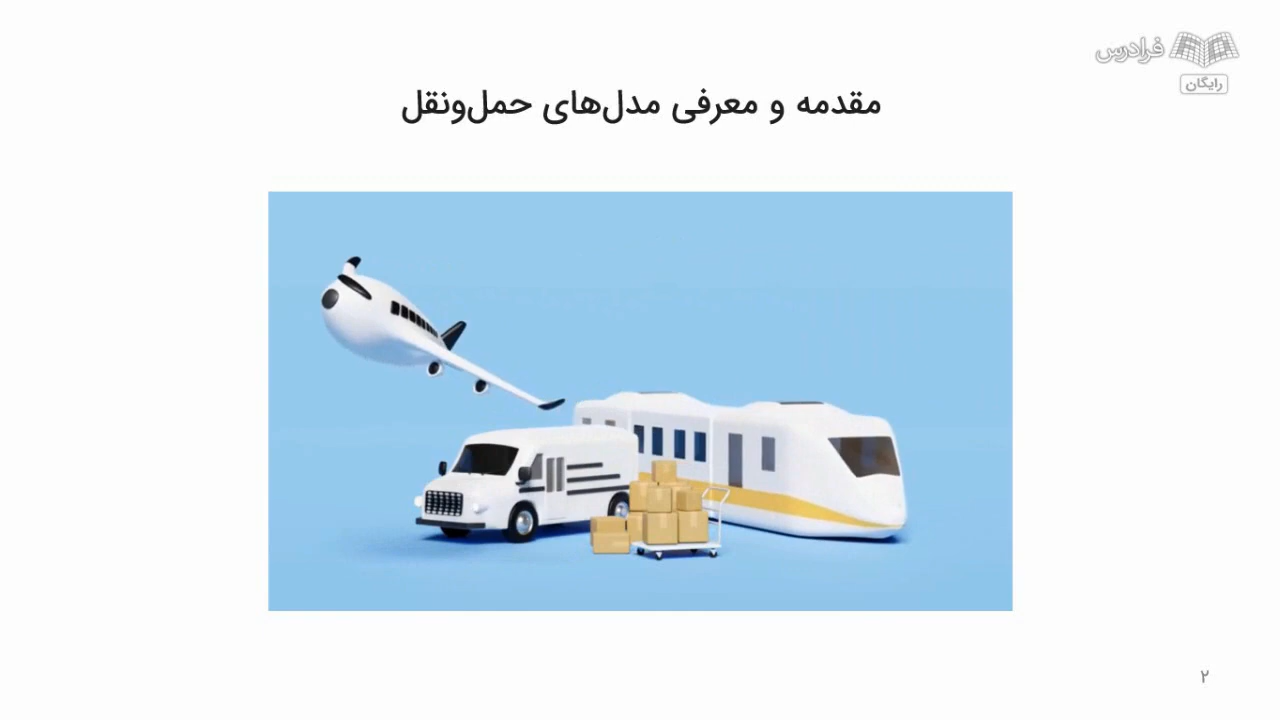 فرادرس
رایگان
مقدمه و معرفی مدل‌های حمل‌ونقل
۲